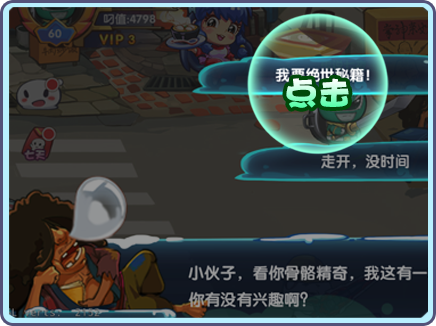 叼值:4798
60
VIP 3
我要绝世秘籍!
点击
七天
走开，没时间
小伙子，看你骨骼精奇，我这有一
你有没有兴趣啊?